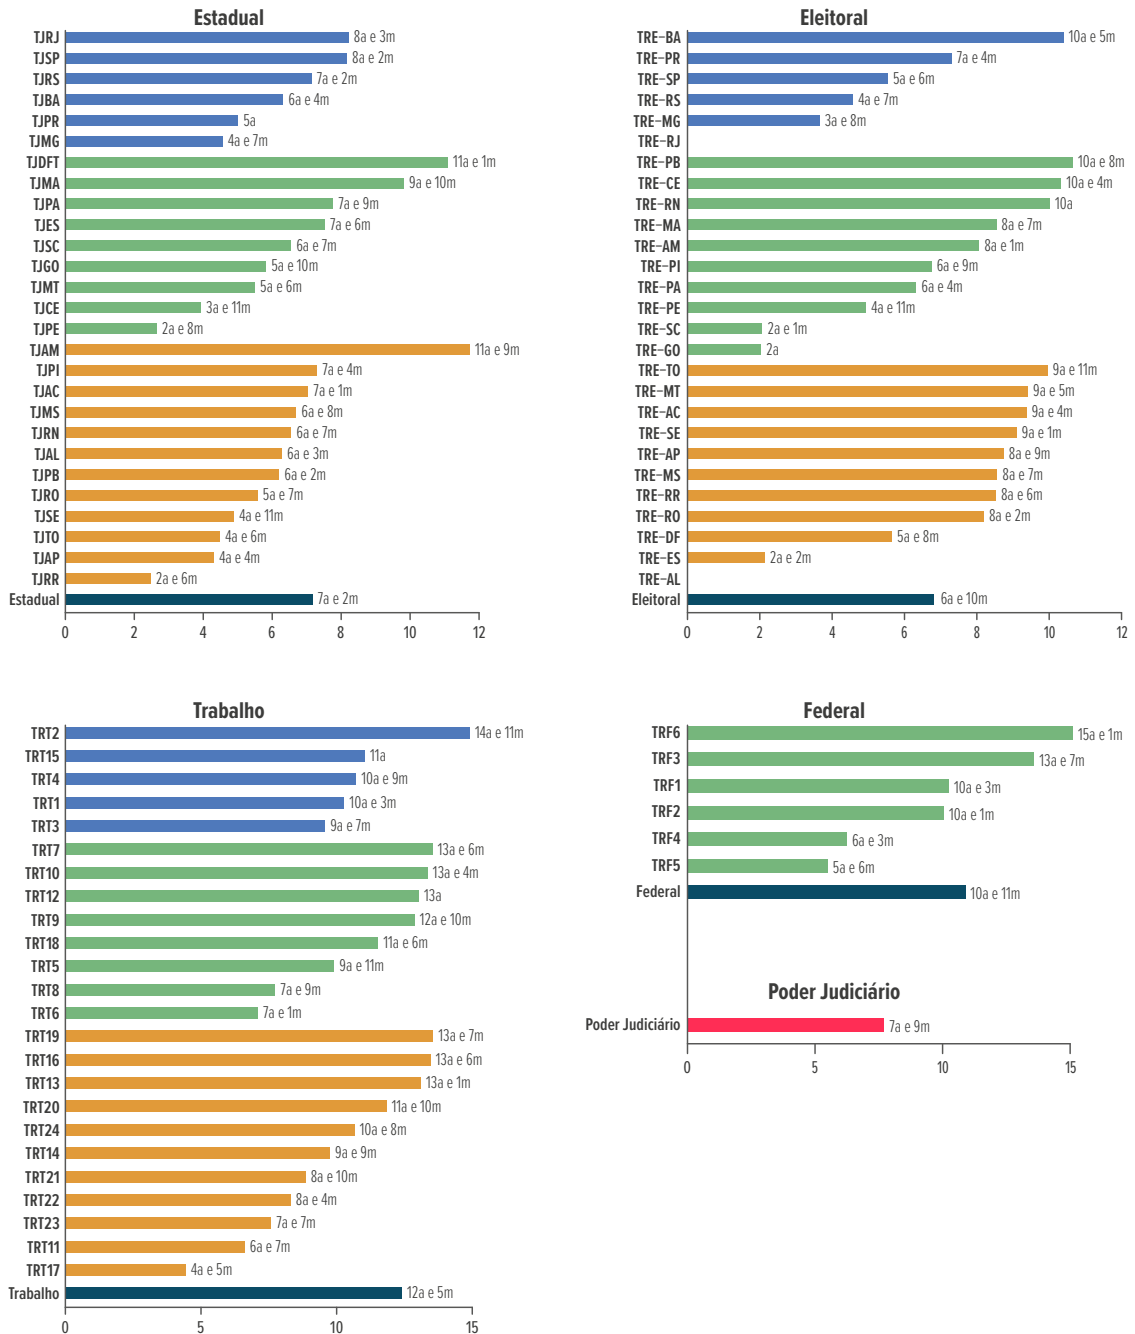 Estadual
TJRJ 8a e 3m
TJSP 8a e 2m
TJRS 7a e 2m
TJBA 6a e 4m
TJPR 5a
TJMG 4a e 7m
TJDFT 11a e 1m
TJMA 9a e 10m
TJPA 7a e 9m
TJES 7a e 6m
TJSC 6a e 7m
TJGO 5a e 10m
TJMT 5a e 6m
TJCE 3a e 11m
TJPE 2a e 8m
TJAM 11a e 9m
TJPI 7a e 4m
TJAC 7a e 1m
TJMS 6a e 8m
TJRN 6a e 7m
TJAL 6a e 3m
TJPB 6a e 2m
TJRO 5a e 7m
TJSE 4a e 11m
TJTO 4a e 6m
TJAP 4a e 4m
TJRR 2a e 6m
Estadual 7a e 2m
0 2 4 6 8 10 12
Eleitoral
TRE-BA 10a e 5m
TRE-PR 7a e 4m
TRE-SP 5a e 6m
TRE-RS 4a e 7m
TRE-MG 3a e 8m
TRE-RJ
TRE-PB 10a e 8m
TRE-CE 10a e 4m
TRE-RN 10a
TRE-MA 8a e 7m
TRE-AM 8a e 1m
TRE-PI 6a e 9m
TRE-PA 6a e 4m
TRE-PE 4a e 11m
TRE-SC 2a e 1m
TRE-GO 2a
TRE-TO 9a e 11m
TRE-MT 9a e 5m
TRE-AC 9a e 4m
TRE-SE 9a e 1m
TRE-AP 8a e 9m
TRE-MS 8a e 7m
TRE-RR 8a e 6m
TRE-RO 8a e 2m
TRE-DF 5a e 8m
TRE-ES 2a e 2m
TRE-AL
Eleitoral 6a e 10m
0 2 4 6 8 10 12
Trabalho
TRT2 14a e 11m
TRT15 11a
TRT4 10a e 9m
TRT1 10a e 3m
TRT3 9a e 7m
TRT7 13a e 6m
TRT10 13a e 4m
TRT12 13a
TRT9 12a e 10m
TRT18 11a e 6m
TRT5 9a e 11m
TRT8 7a e 9m
TRT6 7a e 1m
TRT19 13a e 7m
TRT16 13a e 6m
TRT13 13a e 1m
TRT20 11a e 10m
TRT24 10a e 8m
TRT14 9a e 9m
TRT21 8a e 10m
TRT22 8a e 4m
TRT23 7a e 7m
TRT11 6a e 7m
TRT17 4a e 5m
Trabalho 12a e 5m
0 5 10 15
Federal
TRF6 15a e 1m
TRF3 13a e 7m
TRF1 10a e 3m
TRF2 10a e 1m
TRF4 6a e 3m
TRF5 5a e 6m
Federal 10a e 11m
Poder Judiciário
Poder Judiciário 7a e 9m
0 5 10 15